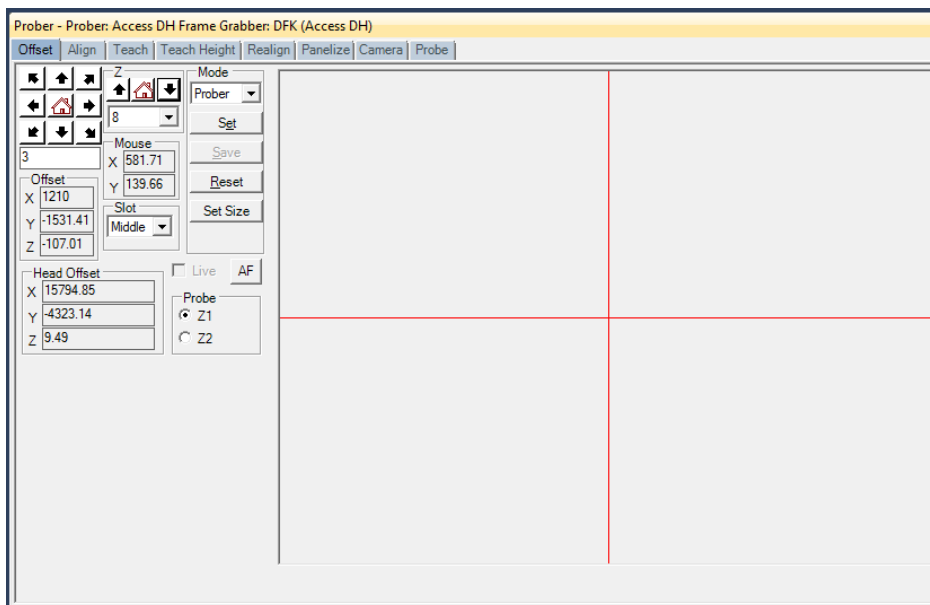 Prober - Prober: Access DH Frame Grabber: DFK (Access DH)
Offset Align Teach Teach Height Realign Panelize Camera Probe
Z
8
Mode
Prober
Set
Save
Reset
Set Size
3
Mouse
X 581.71
Y 139.66
Offset
X 1210
Y -1531.41
Z -107.01
Slot
Middle
Live AF
Head Offset
X 15794.85
Y -4323.14
Z 9.49
Probe
Z1
Z2